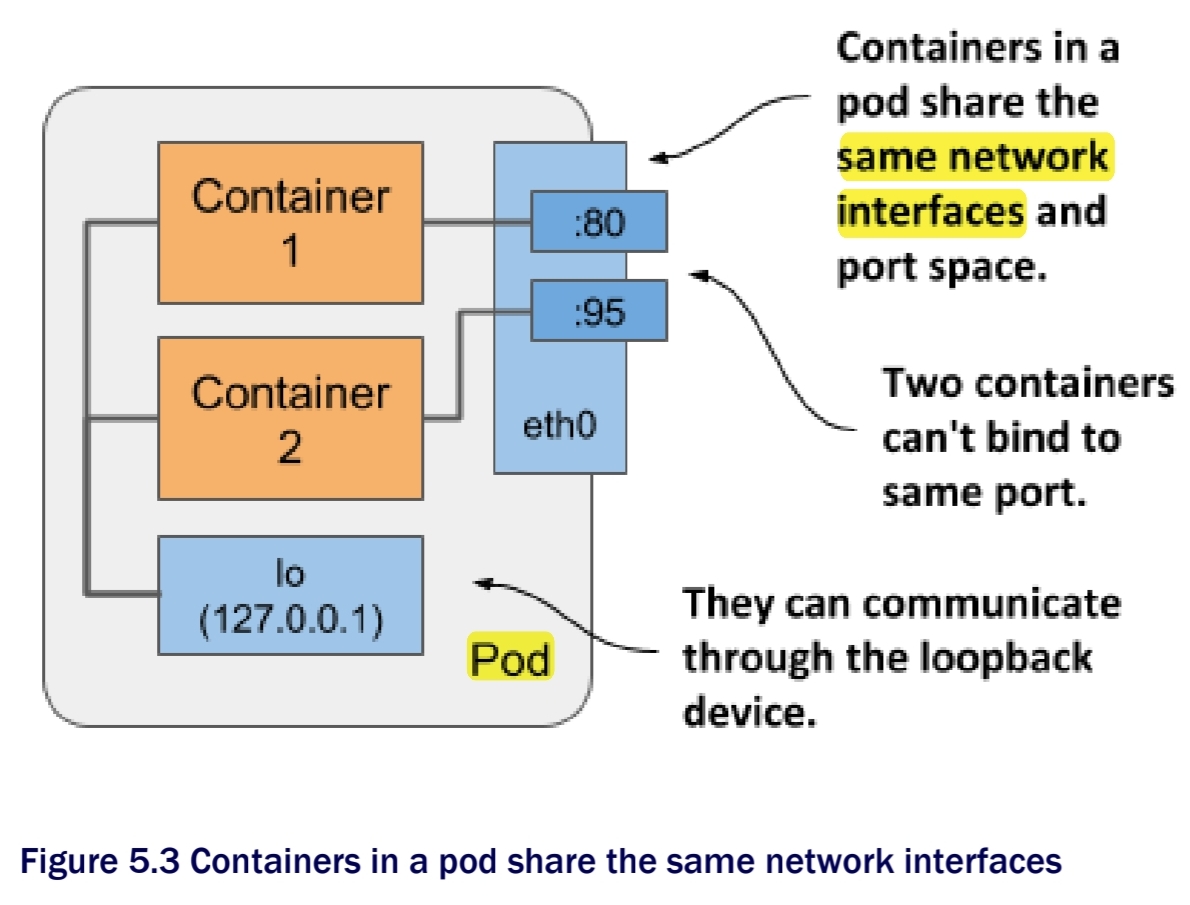 Containers in a
pod share the
same network
interfaces and
port space.
Container
1
:80
:95
Container
2
eth0
Two containers
can't bind to
same port.
lo
(127.0.0.1)
Pod
They can communicate
through the loopback
device.
Figure 5.3 Containers in a pod share the same network interfaces